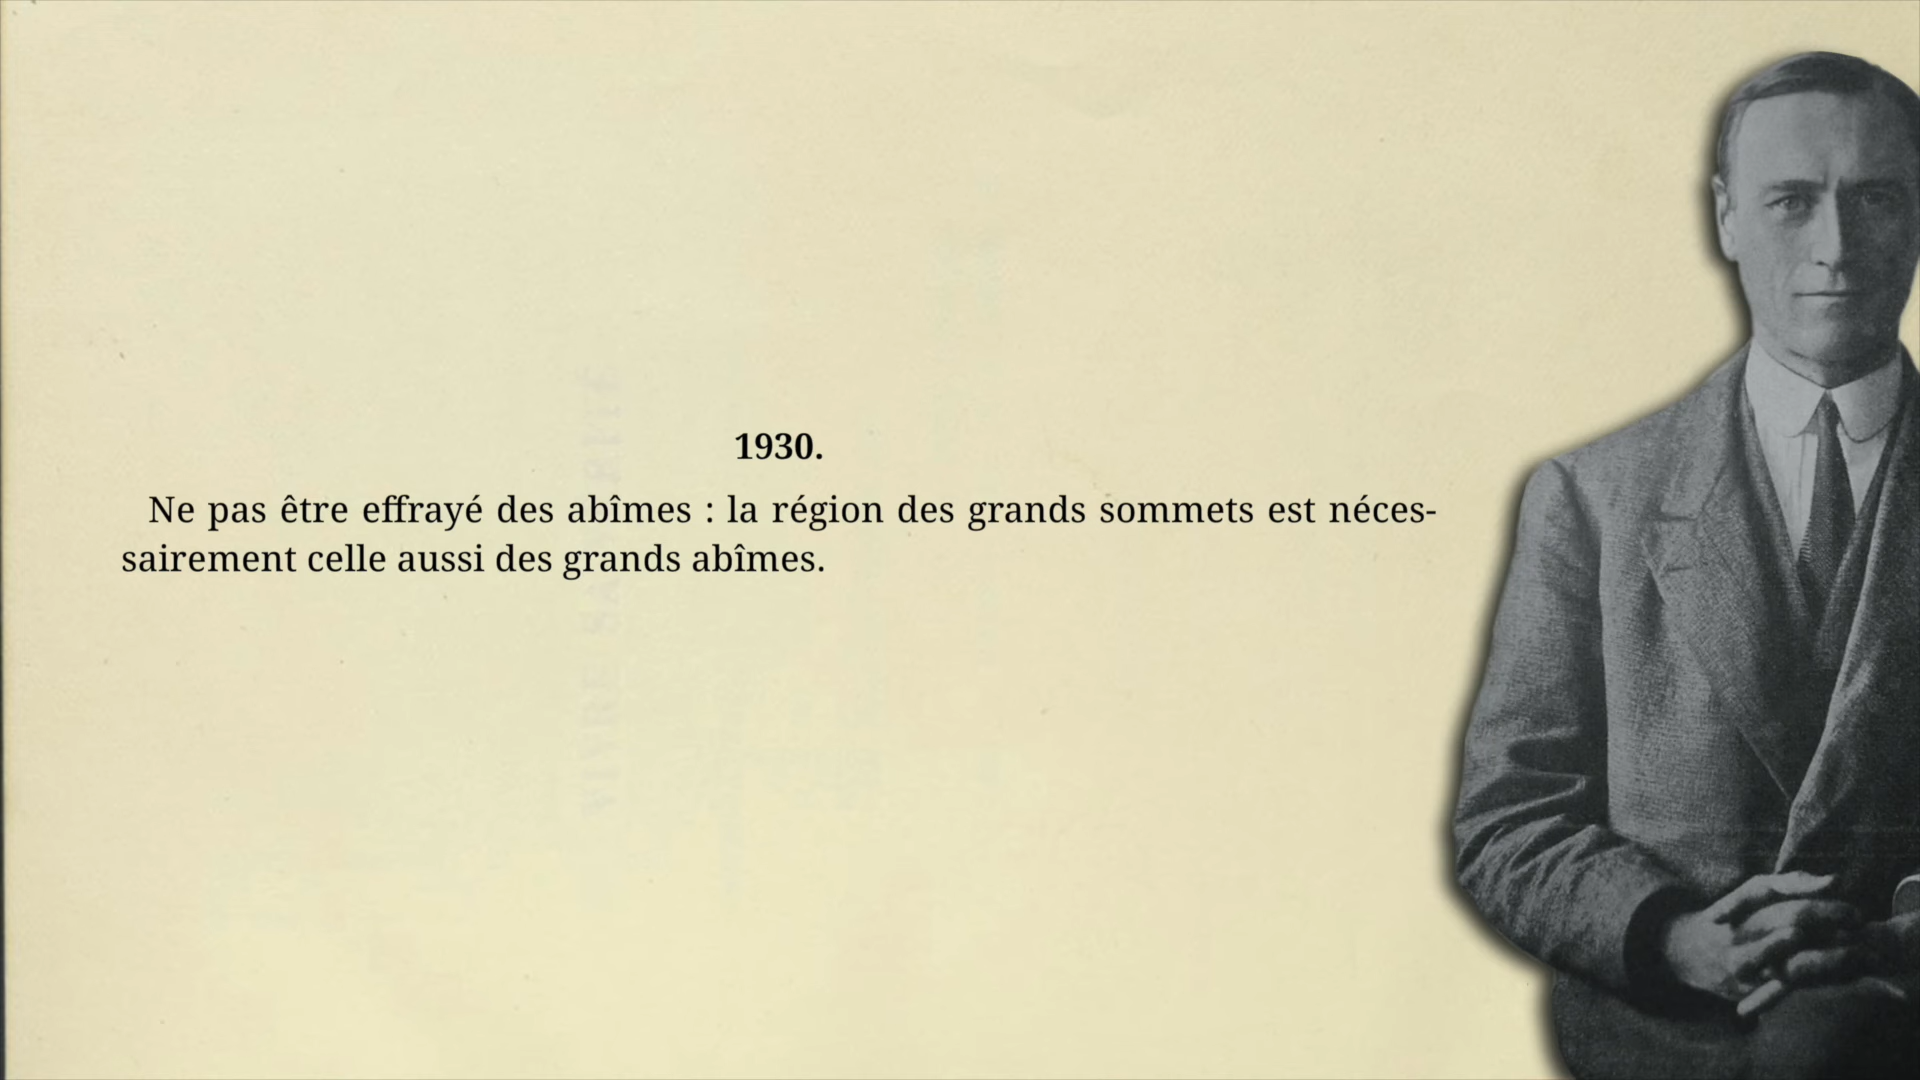 1930.
Ne pas être effrayé des abîmes : la région des grands sommets est néces-
sairement celle aussi des grands abîmes.